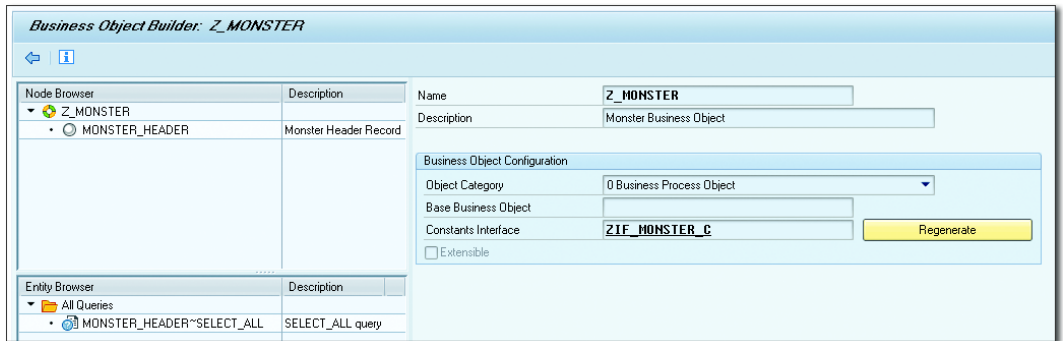 Business Object Builder: Z_MONSTER
Node Browser Description
Z_MONSTER
MONSTER_HEADER Monster Header Record
Name Z_MONSTER
Description Monster Business Object
Business Object Configuration
Object Category 0 Business Process Object
Base Business Object
Constants Interface ZIF_MONSTER_C Regenerate
Extensible
Entity Browser Description
All Queries
MONSTER_HEADER~SELECT_ALL SELECT_ALL query